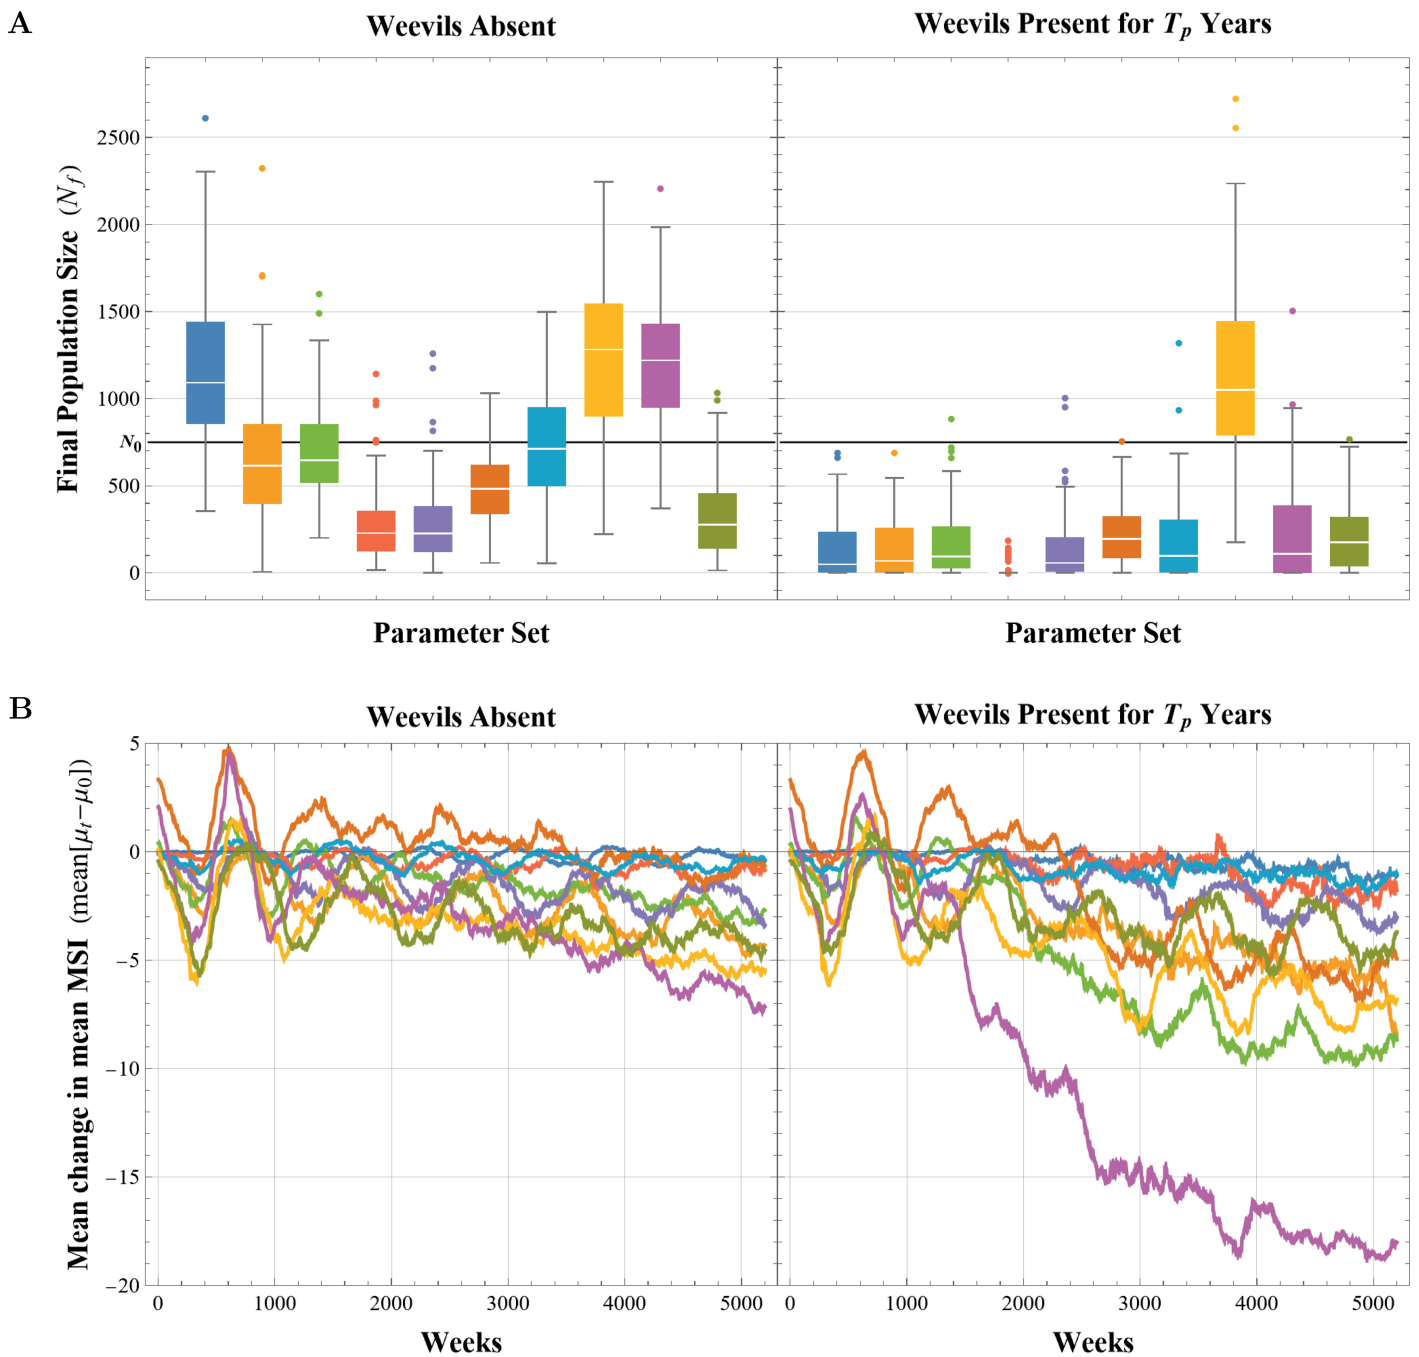 A
Weevils Absent
Weevils Present for Tp Years
Final Population Size (Nf)
2500
2000
1500
1000
N0
500
0
Parameter Set
Parameter Set
B
Weevils Absent
Weevils Present for Tp Years
Mean change in mean MSI (mean[μt−μ0])
5
0
−5
−10
−15
−20
0 1000 2000 3000 4000 5000
0 1000 2000 3000 4000 5000
Weeks
Weeks